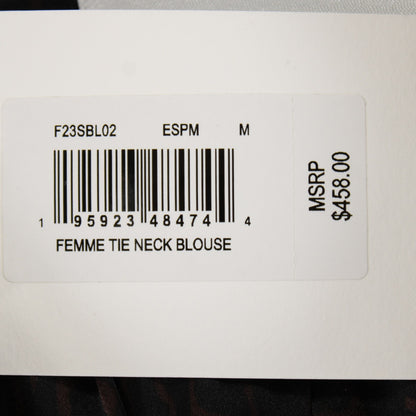 F23SBL02 ESPM M
1 95923 48474 4
FEMME TIE NECK BLOUSE
MSRP
$458.00